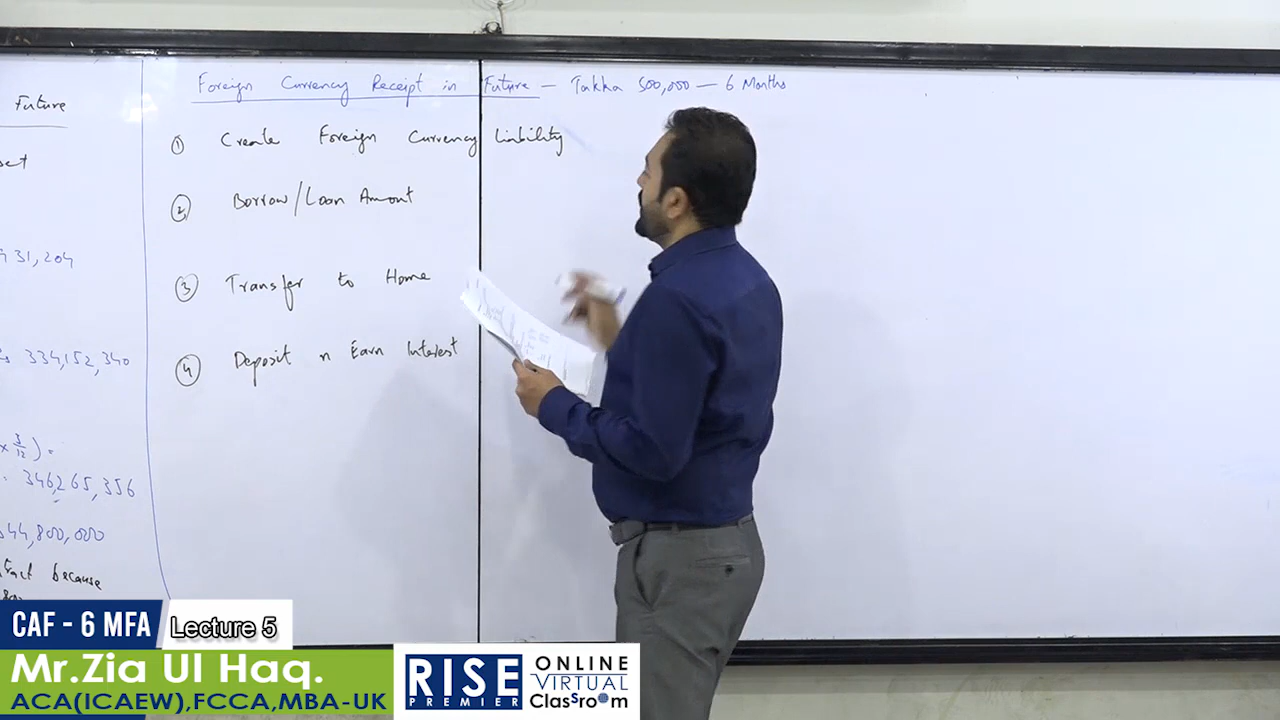 Future
31,204
334,152,340
× 3/12) =
346,265,356
44,800,000
because
Foreign Currency Receipt in Future – Takka 500,000 – 6 Months
① Create Foreign Currency Liability
② Borrow/Loan Amount
③ Transfer to Home
④ Deposit n Earn Interest
CAF - 6 MFA
Lecture 5
Mr.Zia Ul Haq.
ACA(ICAEW),FCCA,MBA-UK
RISE
PREMIER
ONLINE
VIRTUAL
Classroom